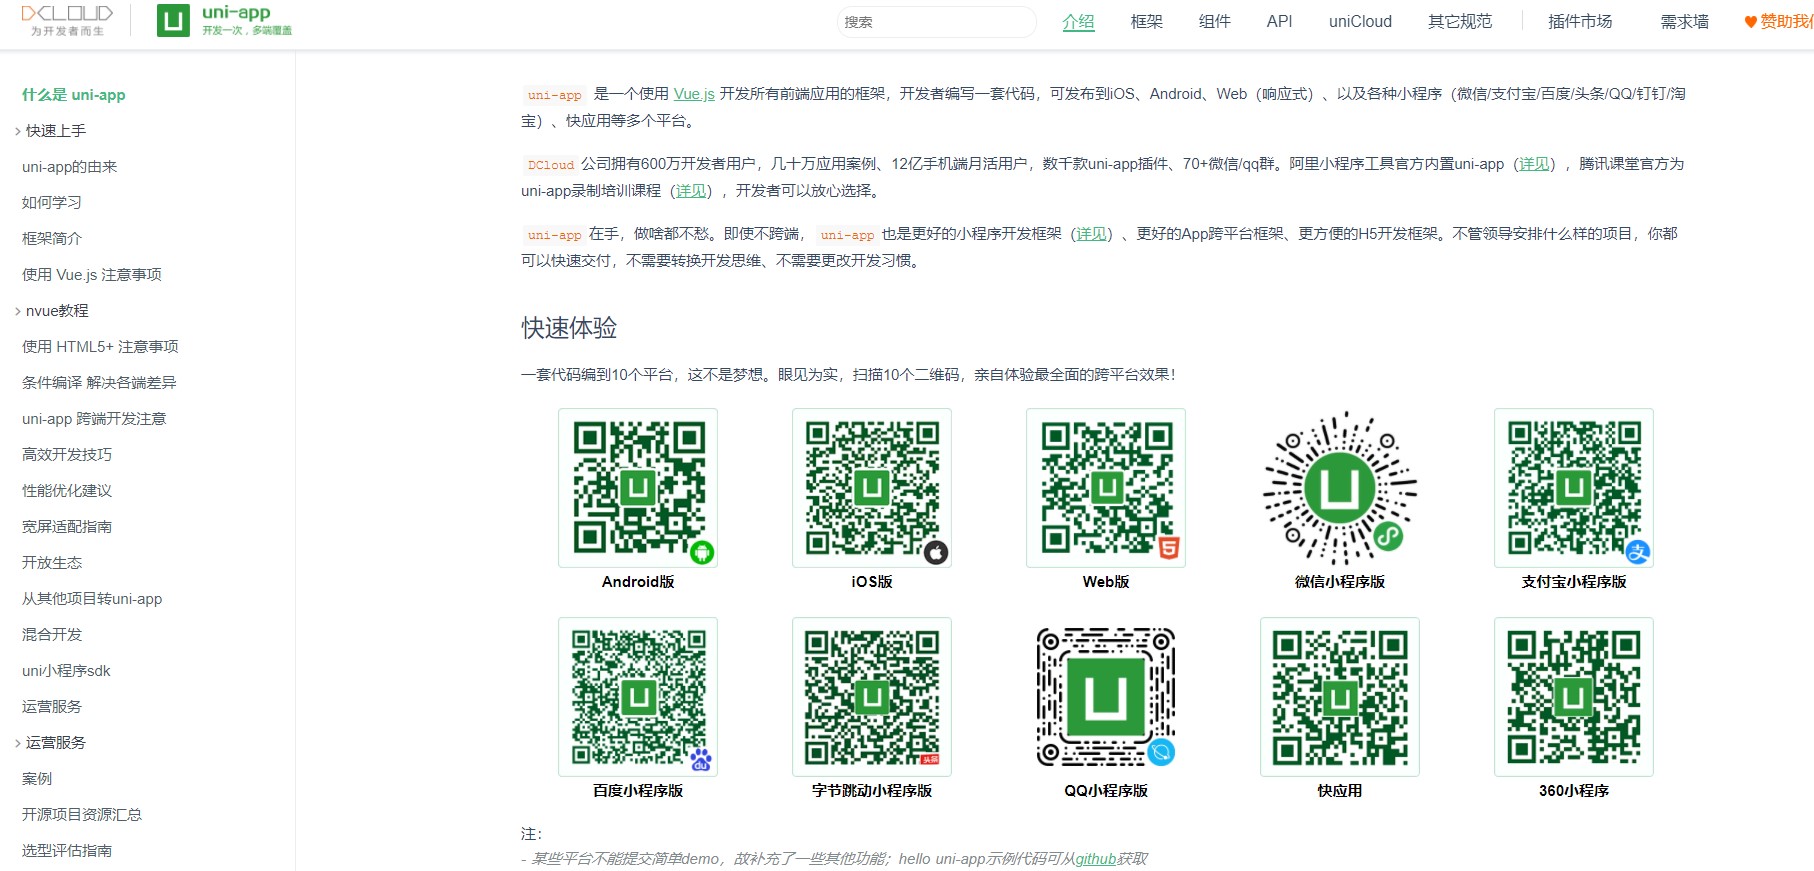 DCLOUD
为开发者而生
uni-app
开发一次，多端覆盖
搜索
介绍
框架
组件
API
uniCloud
其它规范
插件市场
需求墙
赞助我们
什么是 uni-app
快速上手
uni-app的由来
如何学习
框架简介
使用 Vue.js 注意事项
nvue教程
使用 HTML5+ 注意事项
条件编译 解决各端差异
uni-app 跨端开发注意
高效开发技巧
性能优化建议
宽屏适配指南
开放生态
从其他项目转uni-app
混合开发
uni小程序sdk
运营服务
运营服务
案例
开源项目资源汇总
选型评估指南
uni-app 是一个使用 Vue.js 开发所有前端应用的框架，开发者编写一套代码，可发布到iOS、Android、Web（响应式）、以及各种小程序（微信/支付宝/百度/头条/QQ/钉钉/淘
宝）、快应用等多个平台。
DCloud 公司拥有600万开发者用户，几十万应用案例、12亿手机端月活用户，数千款uni-app插件、70+微信/qq群。阿里小程序工具官方内置uni-app（详见），腾讯课堂官方为
uni-app录制培训课程（详见），开发者可以放心选择。
uni-app 在手，做啥都不愁。即使不跨端， uni-app 也是更好的小程序开发框架（详见）、更好的App跨平台框架、更方便的H5开发框架。不管领导安排什么样的项目，你都
可以快速交付，不需要转换开发思维、不需要更改开发习惯。
快速体验
一套代码编到10个平台，这不是梦想。眼见为实，扫描10个二维码，亲自体验最全面的跨平台效果！
Android版
iOS版
Web版
微信小程序版
支付宝小程序版
du
头条
百度小程序版
字节跳动小程序版
QQ小程序版
快应用
360小程序
注：
- 某些平台不能提交简单demo，故补充了一些其他功能；hello uni-app示例代码可从github获取